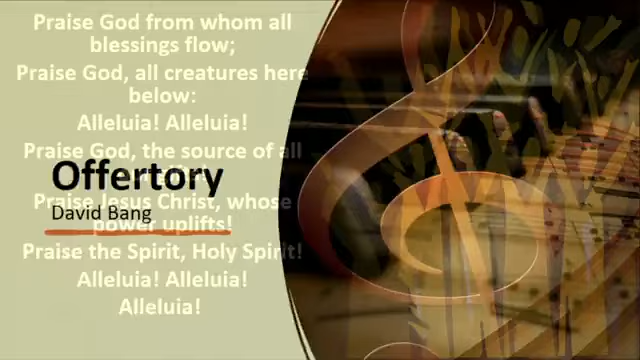 Praise God from whom all
blessings flow;
Praise God, all creatures here
below:
Alleluia! Alleluia!
Praise God, the source of all
Offertory
Praise Jesus Christ, whose
David Bang
power uplifts!
Praise the Spirit, Holy Spirit!
Alleluia! Alleluia!
Alleluia!